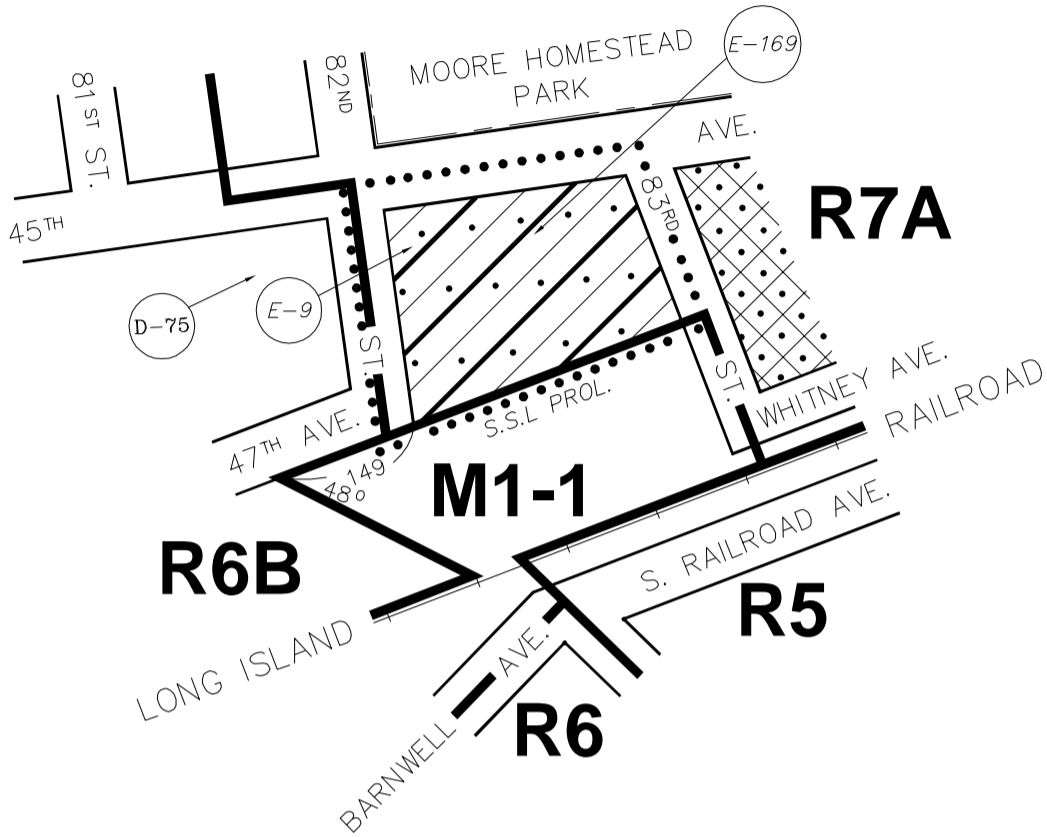 E-169
MOORE HOMESTEAD
PARK
81ST ST.
82ND
AVE.
83RD
R7A
45TH
D-75
E-9
ST.
ST.
WHITNEY AVE.
RAILROAD
S.S.L PROL.
47TH AVE.
149
48°
M1-1
R6B
S. RAILROAD AVE.
R5
LONG ISLAND
AVE.
R6
BARNWELL